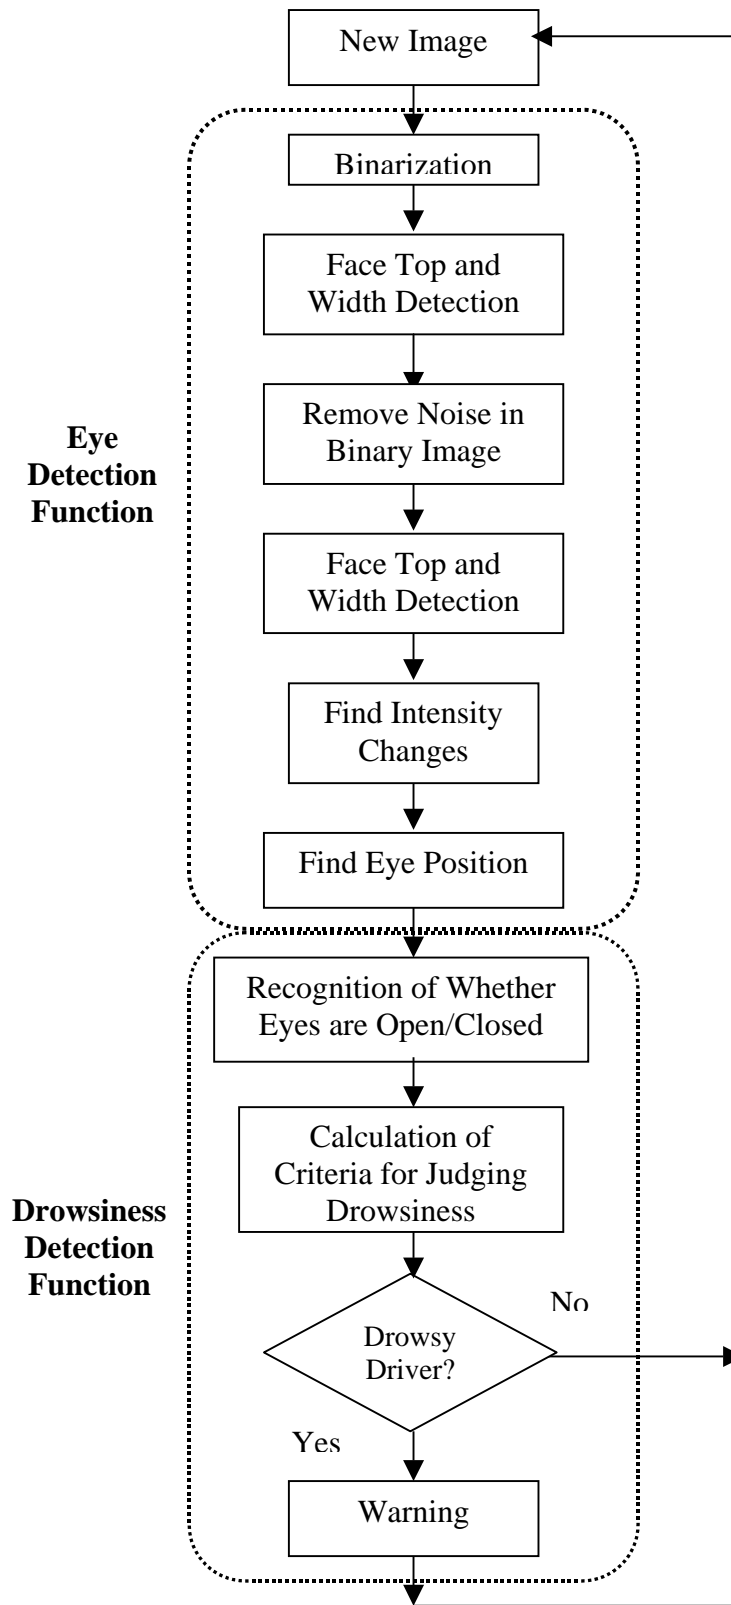 New Image
Binarization
Face Top and
Width Detection
Remove Noise in
Binary Image
Eye
Detection
Function
Face Top and
Width Detection
Find Intensity
Changes
Find Eye Position
Recognition of Whether
Eyes are Open/Closed
Calculation of
Criteria for Judging
Drowsiness
Drowsiness
Detection
Function
No
Drowsy
Driver?
Yes
Warning